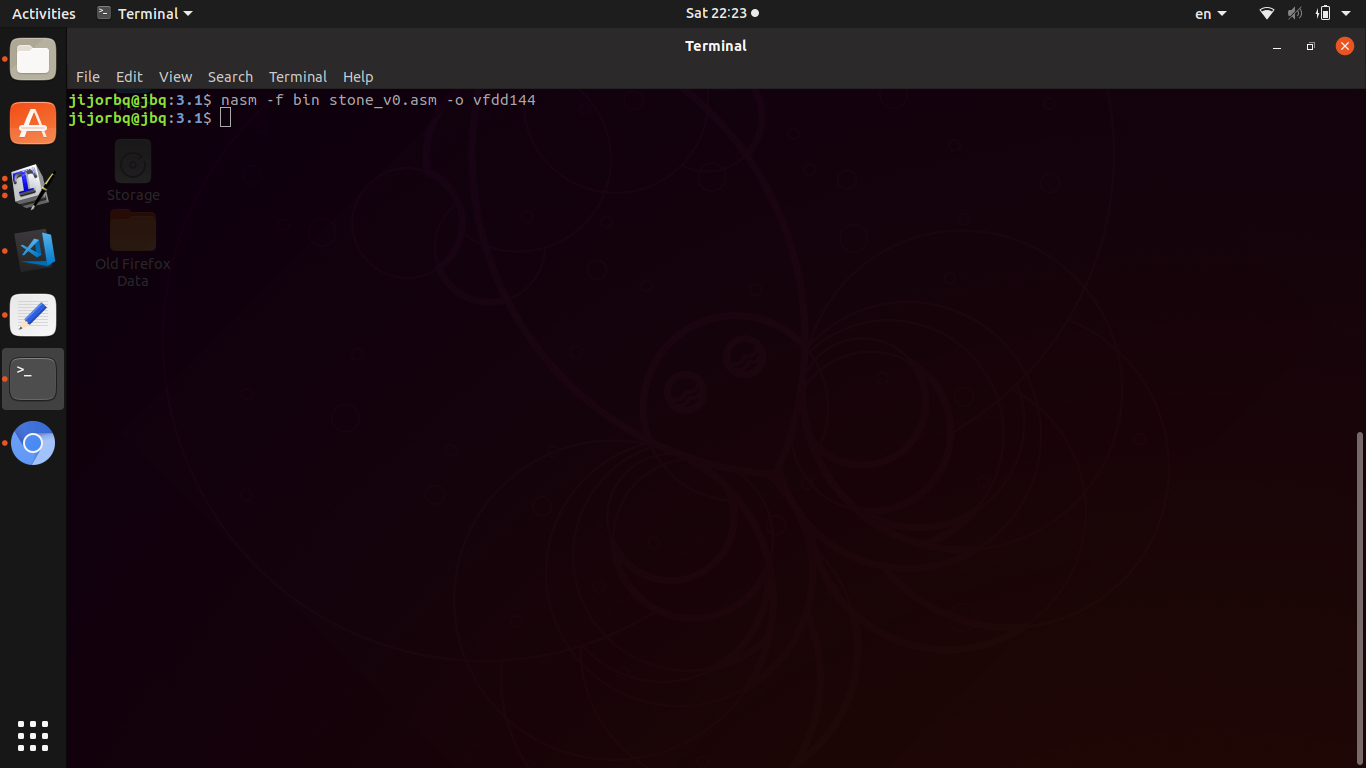 Activities Terminal Sat 22:23 en
Terminal
File Edit View Search Terminal Help
jijorbq@jbq:3.1$ nasm -f bin stone_v0.asm -o vfdd144
jijorbq@jbq:3.1$
Storage
Old Firefox
Data